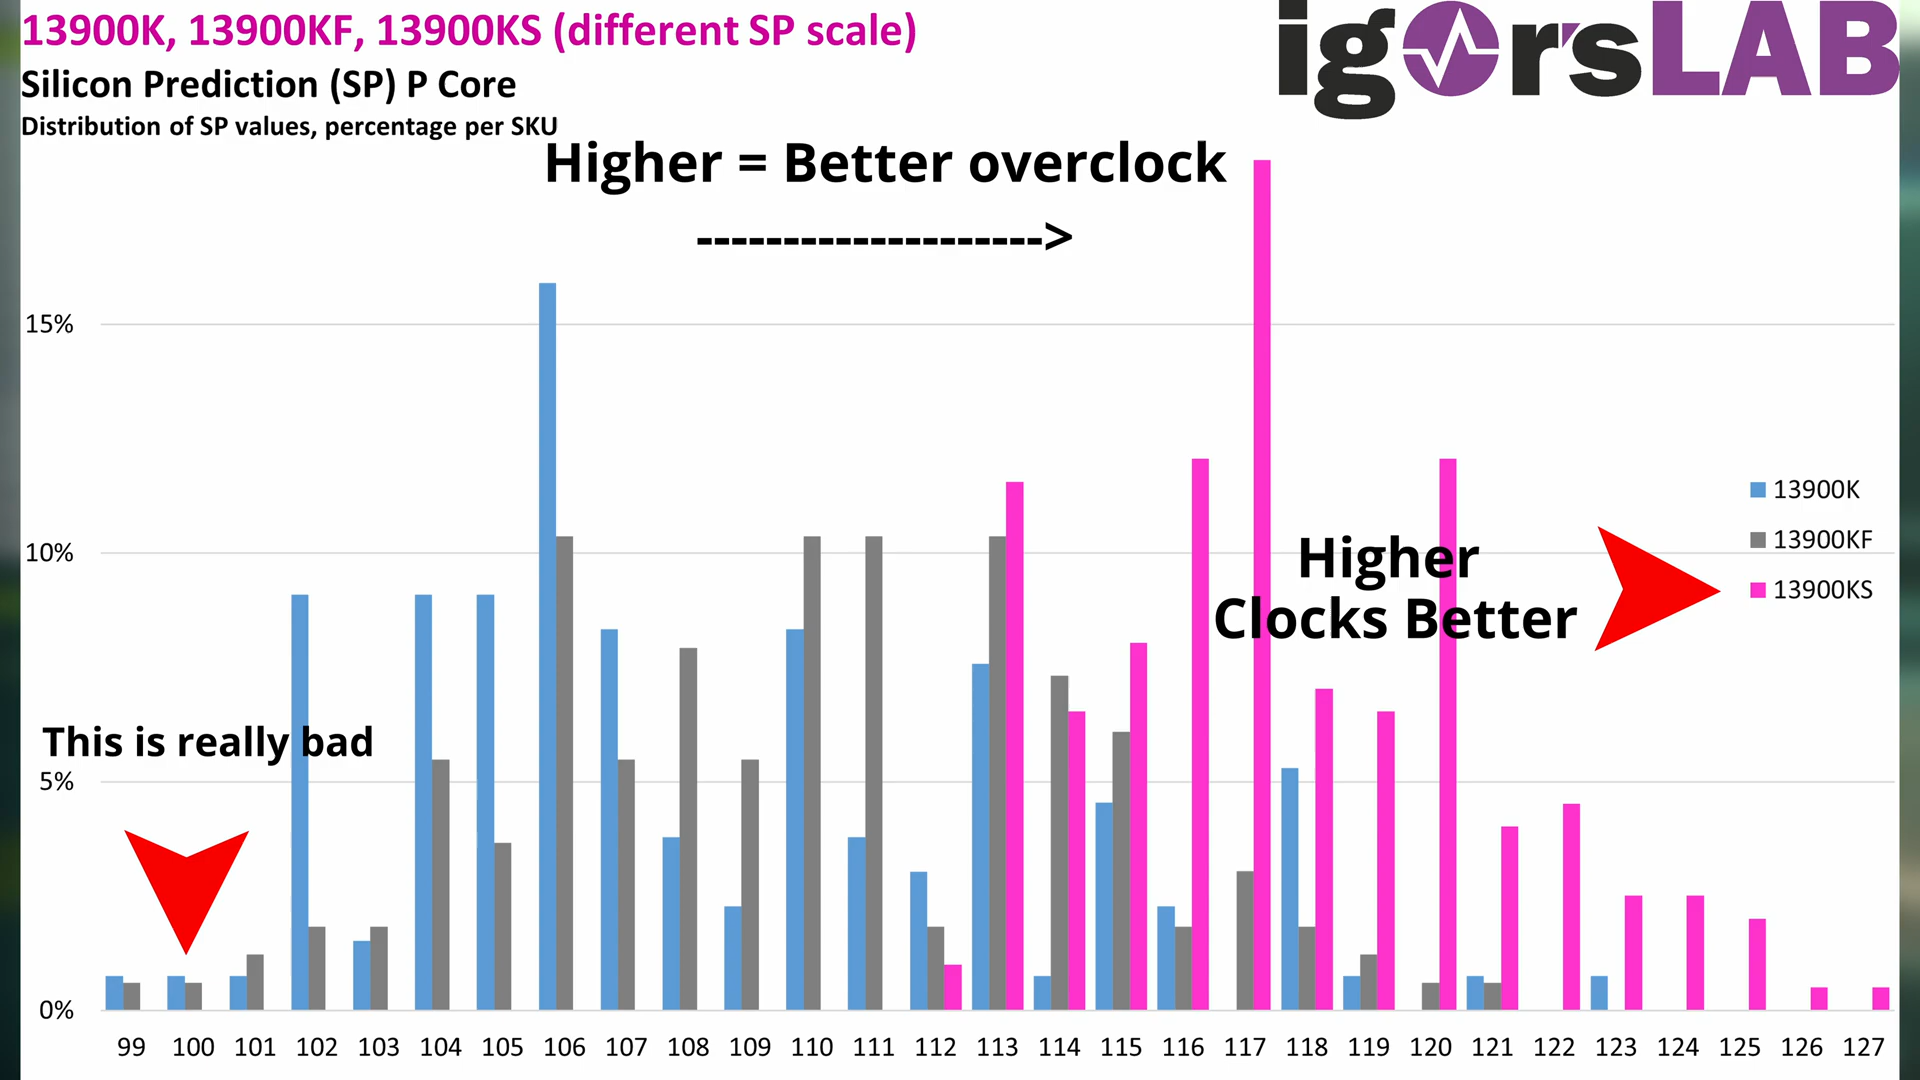 13900K, 13900KF, 13900KS (different SP scale)
Silicon Prediction (SP) P Core
Distribution of SP values, percentage per SKU
igorsLAB
Higher = Better overclock
-------------------->
15%
10%
5%
0%
13900K
13900KF
13900KS
Higher
Clocks Better
This is really bad
99 100 101 102 103 104 105 106 107 108 109 110 111 112 113 114 115 116 117 118 119 120 121 122 123 124 125 126 127